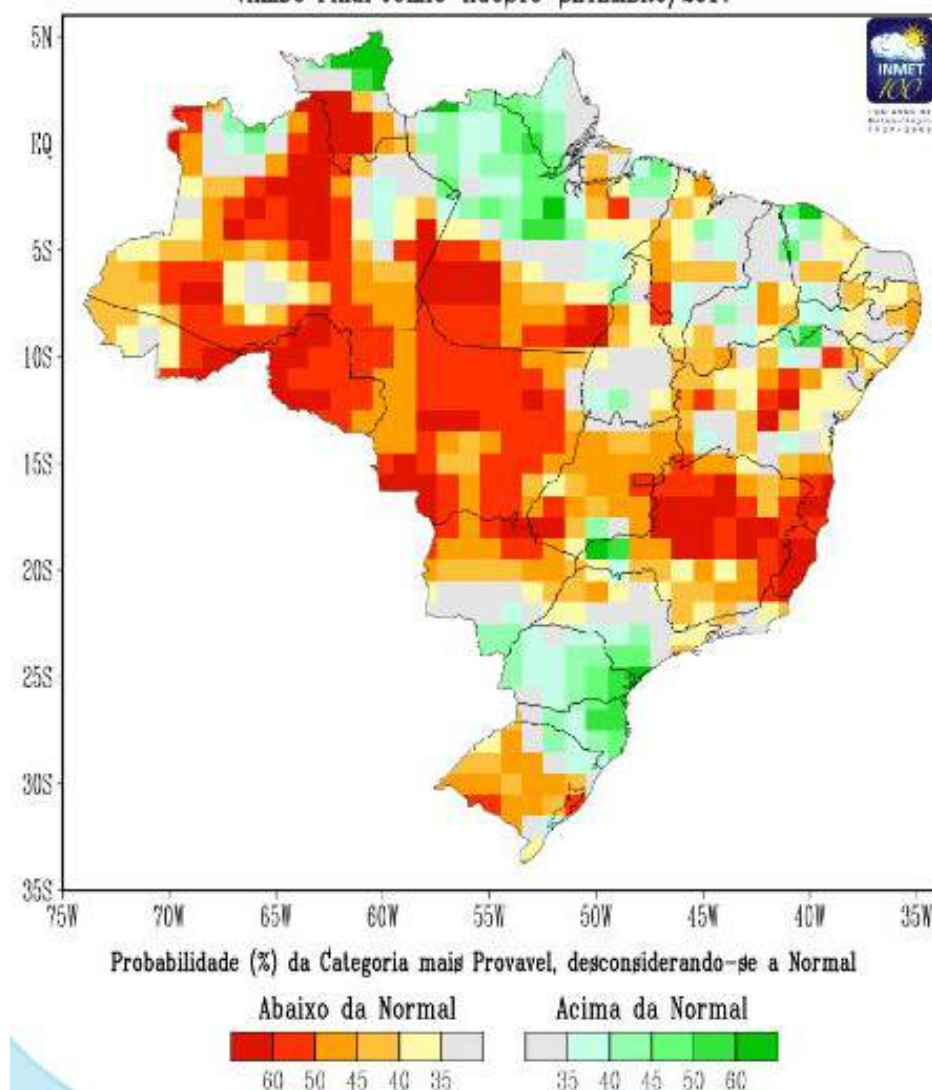 5N
INMET
100
EQ
5S
10S
15S
20S
25S
30S
35S
75W 70W 65W 60W 55W 50W 45W 40W 35W
Probabilidade (%) da Categoria mais Provavel, desconsiderando-se a Normal
Abaixo da Normal Acima da Normal
60 50 45 40 35 35 40 45 50 60